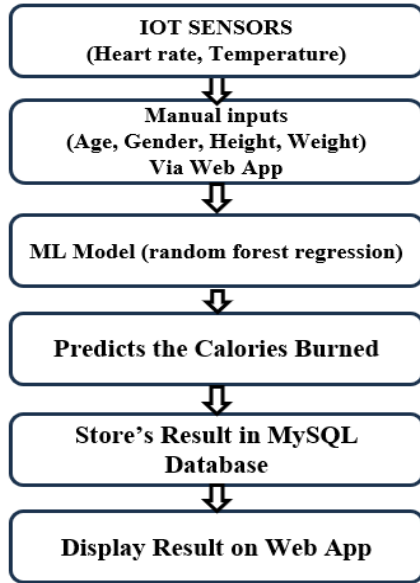 IOT SENSORS
(Heart rate, Temperature)
Manual inputs
(Age, Gender, Height, Weight)
Via Web App
ML Model (random forest regression)
Predicts the Calories Burned
Store's Result in MySQL
Database
Display Result on Web App